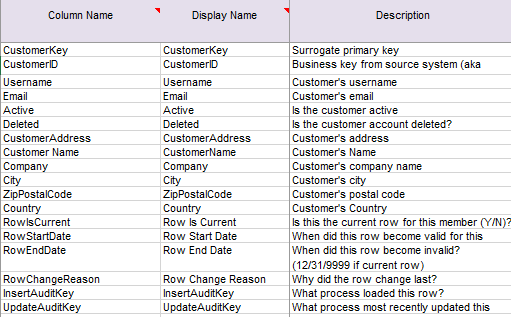 Column Name Display Name Description
CustomerKey CustomerKey Surrogate primary key
CustomerID CustomerID Business key from source system (aka
Username Username Customer's username
Email Email Customer's email
Active Active Is the customer active
Deleted Deleted Is the customer account deleted?
CustomerAddress CustomerAddress Customer's address
Customer Name CustomerName Customer's Name
Company Company Customer's company name
City City Customer's city
ZipPostalCode ZipPostalCode Customer's postal code
Country Country Customer's Country
RowIsCurrent Row Is Current Is this the current row for this member (Y/N)?
RowStartDate Row Start Date When did this row become valid for this
RowEndDate Row End Date When did this row become invalid?
(12/31/9999 if current row)
RowChangeReason Row Change Reason Why did the row change last?
InsertAuditKey InsertAuditKey What process loaded this row?
UpdateAuditKey UpdateAuditKey What process most recently updated this